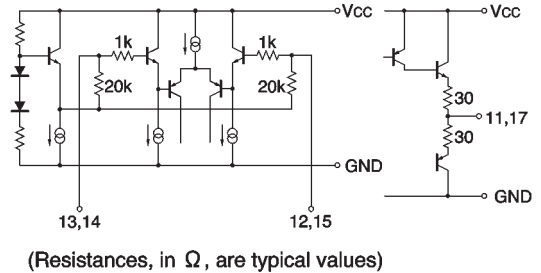 Vcc
Vcc
1k
1k
20k
20k
30
11,17
30
GND
GND
13,14
12,15
(Resistances, in Ω, are typical values)